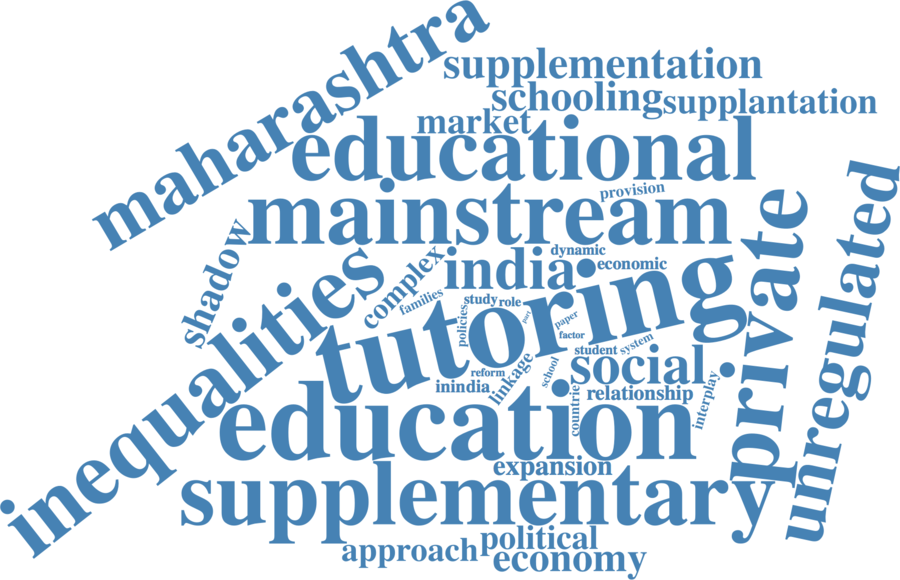 maharashtra
supplementation
schooling
supplantation
market
educational
provision
mainstream
unregulated
private
shadow
complex
dynamic
india
economic
inequalities
families
study
role
tutoring
policies
part
paper
factor
student
system
social
reform
linkage
school
inindia
relationship
countrie
interplay
education
expansion
supplementary
political
approach
economy